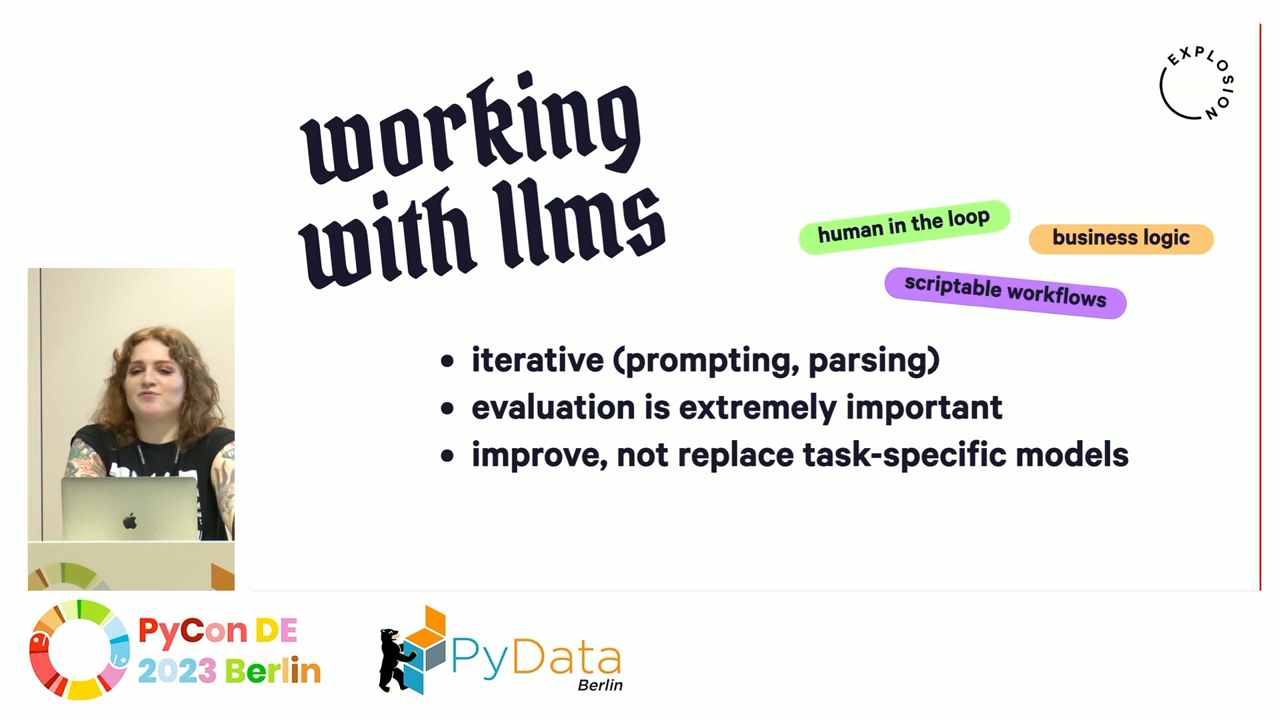 working
with llms
EXPLOSION
human in the loop
business logic
scriptable workflows
• iterative (prompting, parsing)
• evaluation is extremely important
• improve, not replace task-specific models
PyCon DE
2023 Berlin
PyData
Berlin